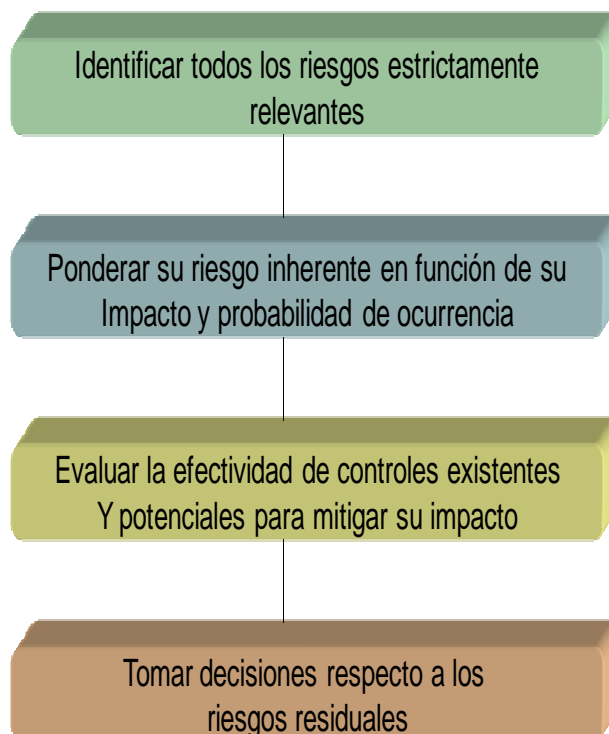 Identificar todos los riesgos estrictamente
relevantes
Ponderar su riesgo inherente en función de su
Impacto y probabilidad de ocurrencia
Evaluar la efectividad de controles existentes
Y potenciales para mitigar su impacto
Tomar decisiones respecto a los
riesgos residuales